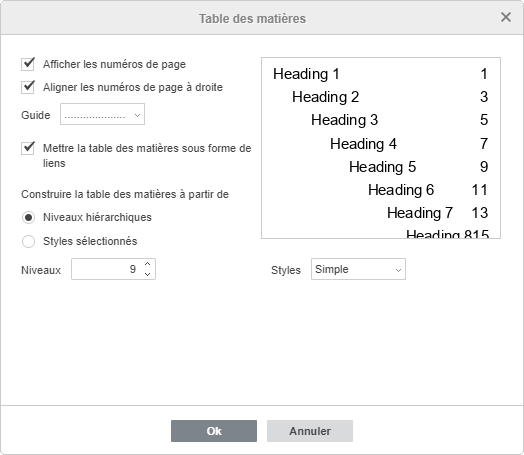 Table des matières
Afficher les numéros de page
Aligner les numéros de page à droite
Guide ....................
Mettre la table des matières sous forme de
liens
Construire la table des matières à partir de
Niveaux hiérarchiques
Styles sélectionnés
Niveaux 9
Heading 1 1
Heading 2 3
Heading 3 5
Heading 4 7
Heading 5 9
Heading 6 11
Heading 7 13
Heading 815
Styles Simple
Ok
Annuler